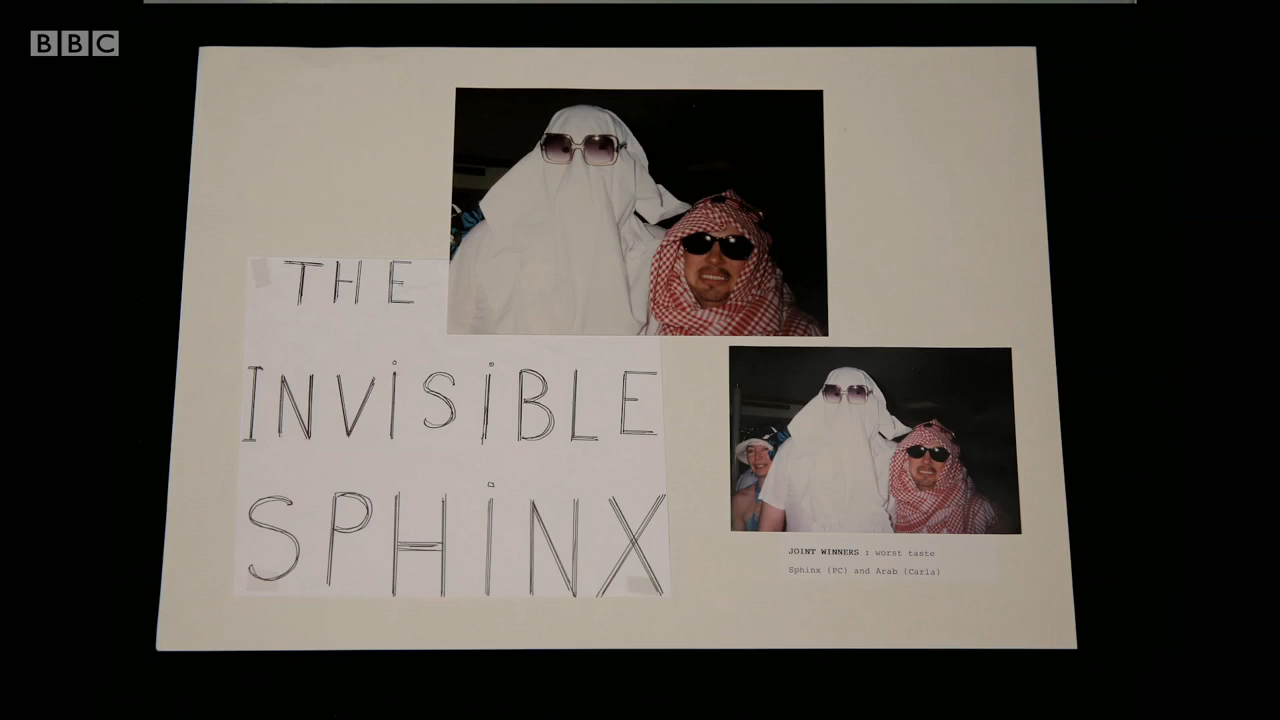 BBC
THE
INVISIBLE
SPHINX
JOINT WINNERS : worst taste
Sphinx (PC) and Arab (Carla)